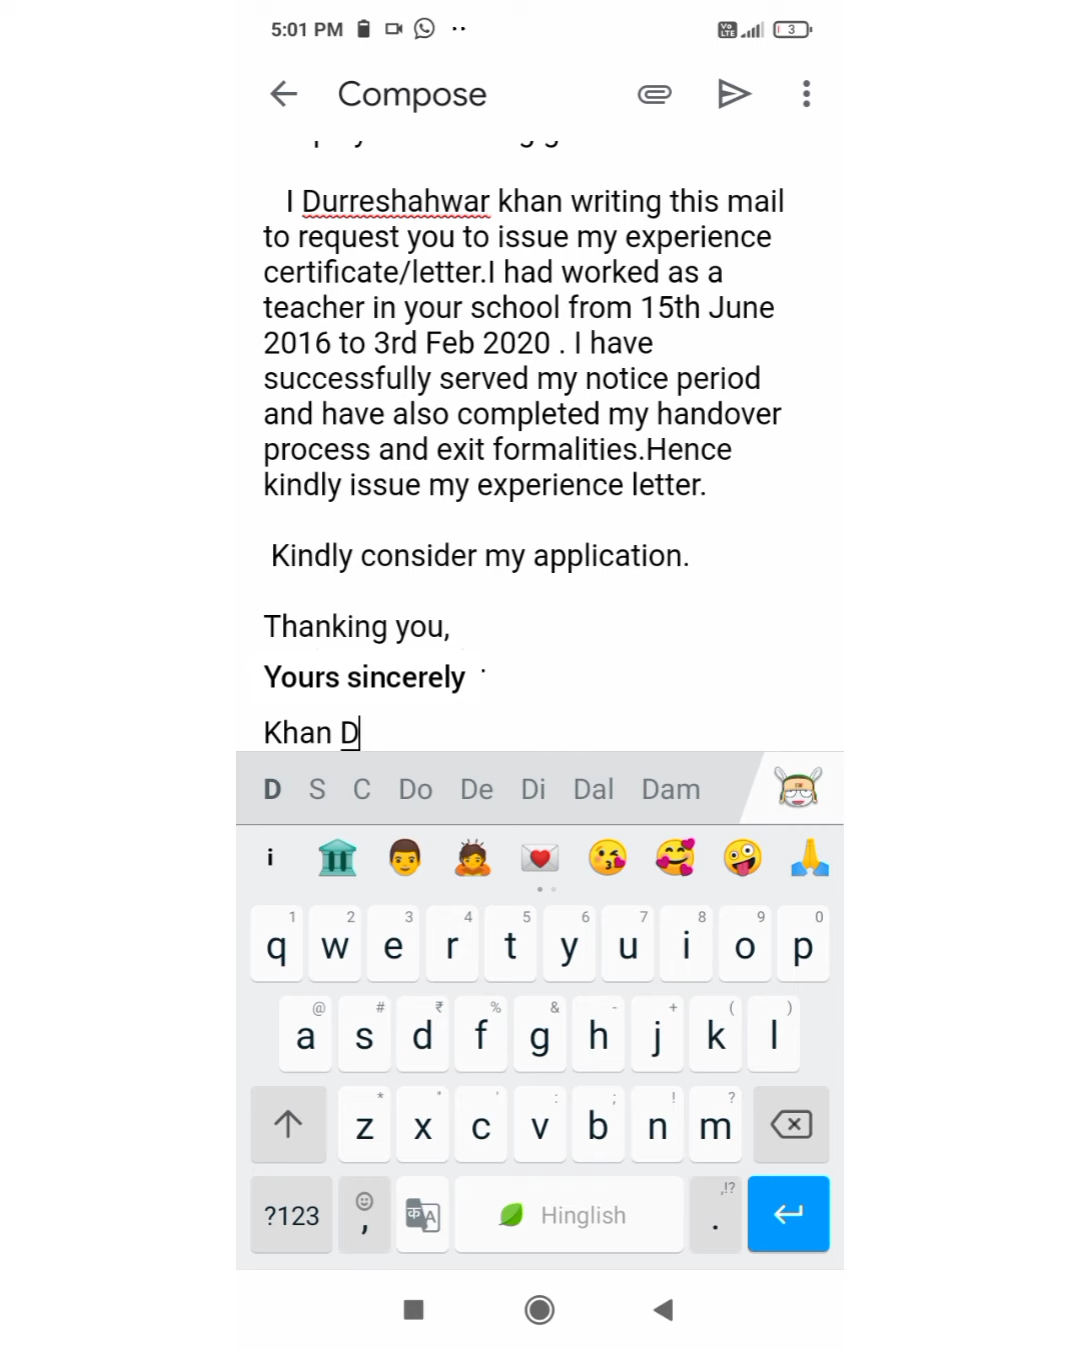 5:01 PM
Vo LTE
3
Compose
I Durreshahwar khan writing this mail
to request you to issue my experience
certificate/letter.I had worked as a
teacher in your school from 15th June
2016 to 3rd Feb 2020 . I have
successfully served my notice period
and have also completed my handover
process and exit formalities.Hence
kindly issue my experience letter.
Kindly consider my application.
Thanking you,
Yours sincerely
Khan D
D S C Do De Di Dal Dam
i
1 2 3 4 5 6 7 8 9 0
q w e r t y u i o p
@ # ₹ % & - + ( )
a s d f g h j k l
* " ' : ; ! ?
z x c v b n m
,!?
?123 , क A Hinglish .